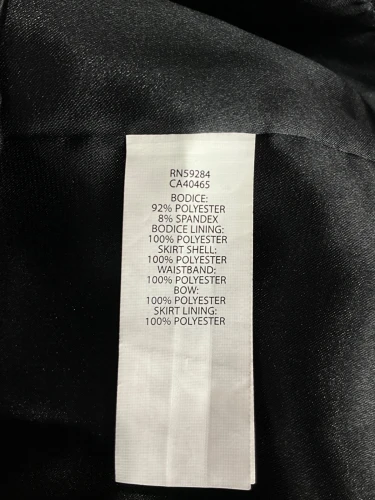 RN59284
CA40465
BODICE:
92% POLYESTER
8% SPANDEX
BODICE LINING:
100% POLYESTER
SKIRT SHELL:
100% POLYESTER
WAISTBAND:
100% POLYESTER
BOW:
100% POLYESTER
SKIRT LINING:
100% POLYESTER